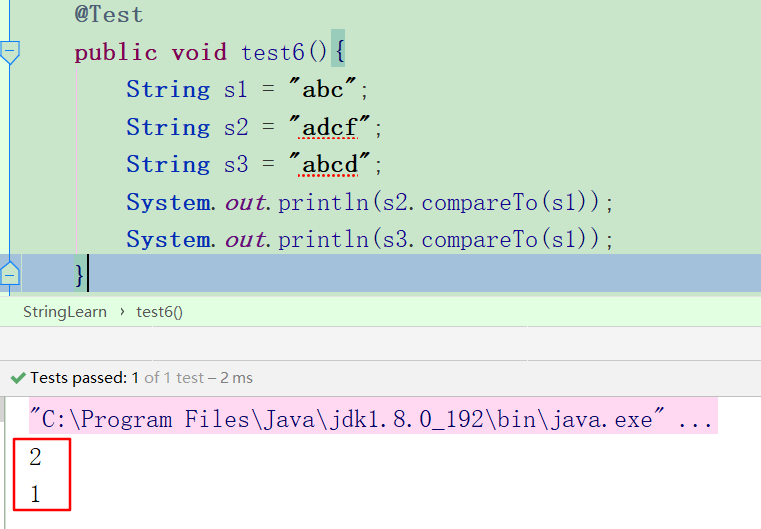 @Test
public void test6(){
String s1 = "abc";
String s2 = "adcf";
String s3 = "abcd";
System.out.println(s2.compareTo(s1));
System.out.println(s3.compareTo(s1));
}
StringLearn › test6()
Tests passed: 1 of 1 test – 2 ms
"C:\Program Files\Java\jdk1.8.0_192\bin\java.exe" ...
2
1